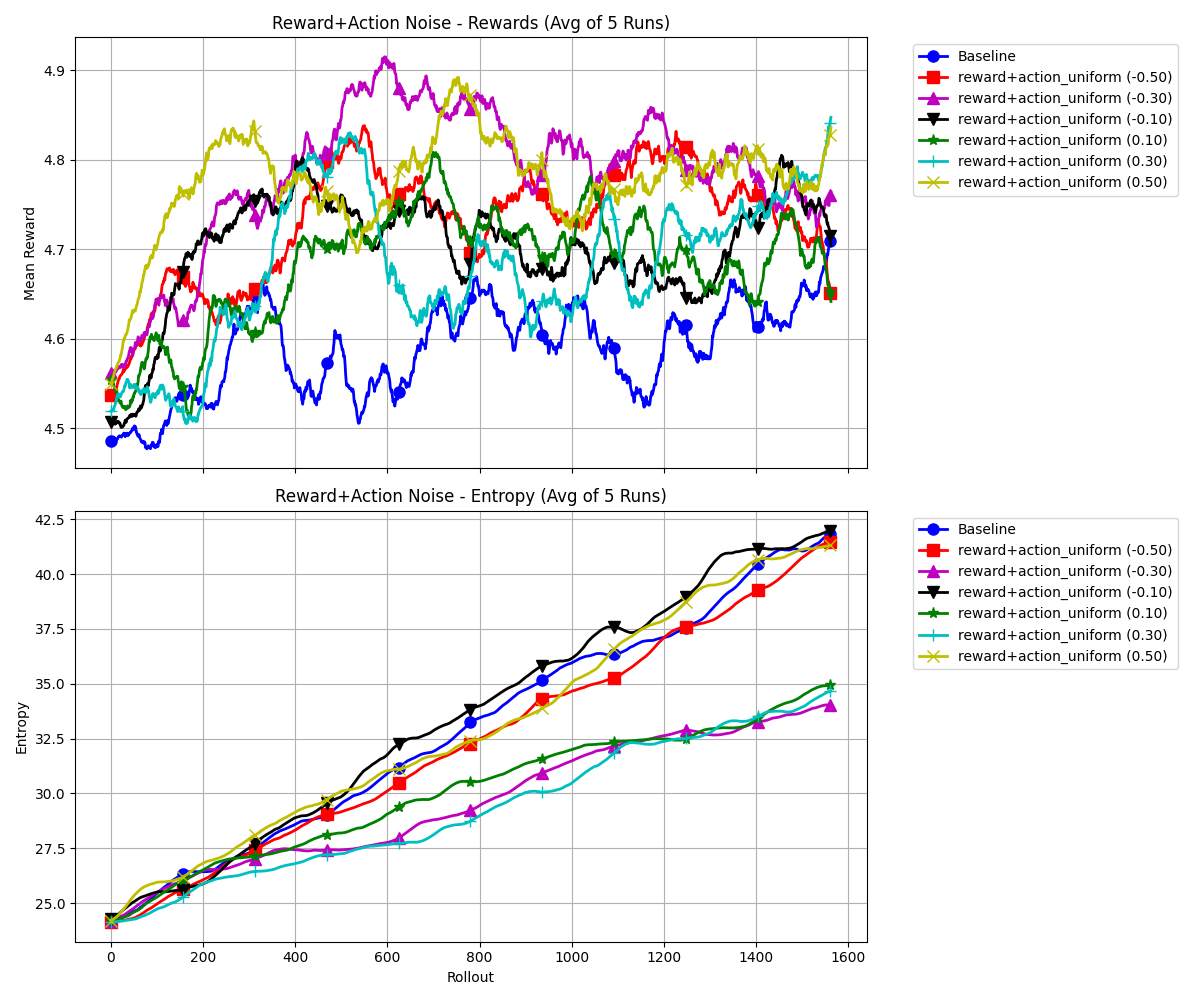 Reward+Action Noise - Rewards (Avg of 5 Runs)
Mean Reward
4.9
4.8
4.7
4.6
4.5
Baseline
reward+action_uniform (-0.50)
reward+action_uniform (-0.30)
reward+action_uniform (-0.10)
reward+action_uniform (0.10)
reward+action_uniform (0.30)
reward+action_uniform (0.50)
Reward+Action Noise - Entropy (Avg of 5 Runs)
Entropy
42.5
40.0
37.5
35.0
32.5
30.0
27.5
25.0
0 200 400 600 800 1000 1200 1400 1600
Rollout
Baseline
reward+action_uniform (-0.50)
reward+action_uniform (-0.30)
reward+action_uniform (-0.10)
reward+action_uniform (0.10)
reward+action_uniform (0.30)
reward+action_uniform (0.50)